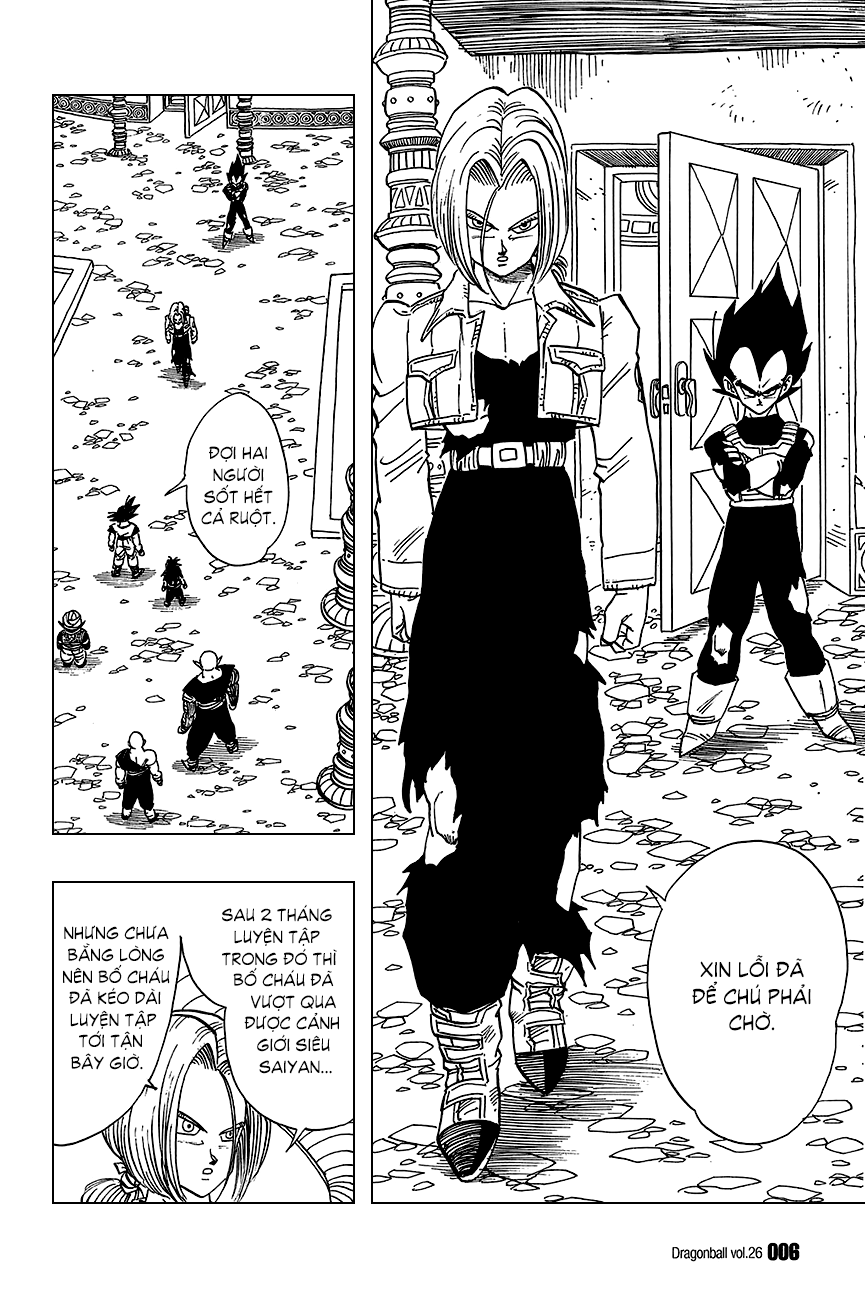 XIN LỖI ĐÃ
ĐỂ CHÚ PHẢI
CHỜ.
ĐỢI HAI
NGƯỜI
SỐT HẾT
CẢ RUỘT.
SAU 2 THÁNG
LUYỆN TẬP
TRONG ĐÓ THÌ
BỐ CHÁU ĐÃ
VƯỢT QUA
ĐƯỢC CẢNH
GIỚI SIÊU
SAIYAN...
NHƯNG CHƯA
BẰNG LÒNG
NÊN BỐ CHÁU
ĐÃ KÉO DÀI
LUYỆN TẬP
TỚI TẬN
BÂY GIỜ.
Dragonball vol.26 006